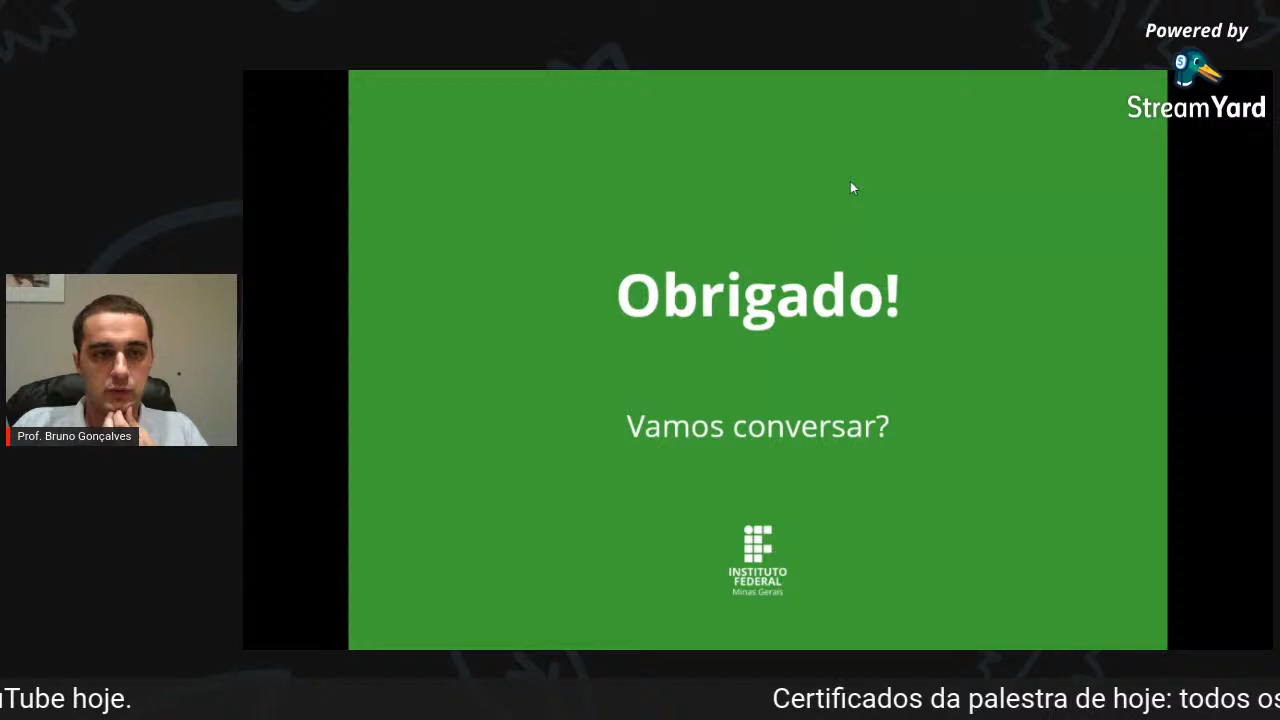 Powered by
StreamYard
Obrigado!
Vamos conversar?
INSTITUTO
FEDERAL
Minas Gerais
Prof. Bruno Gonçalves
uTube hoje.
Certificados da palestra de hoje: todos os